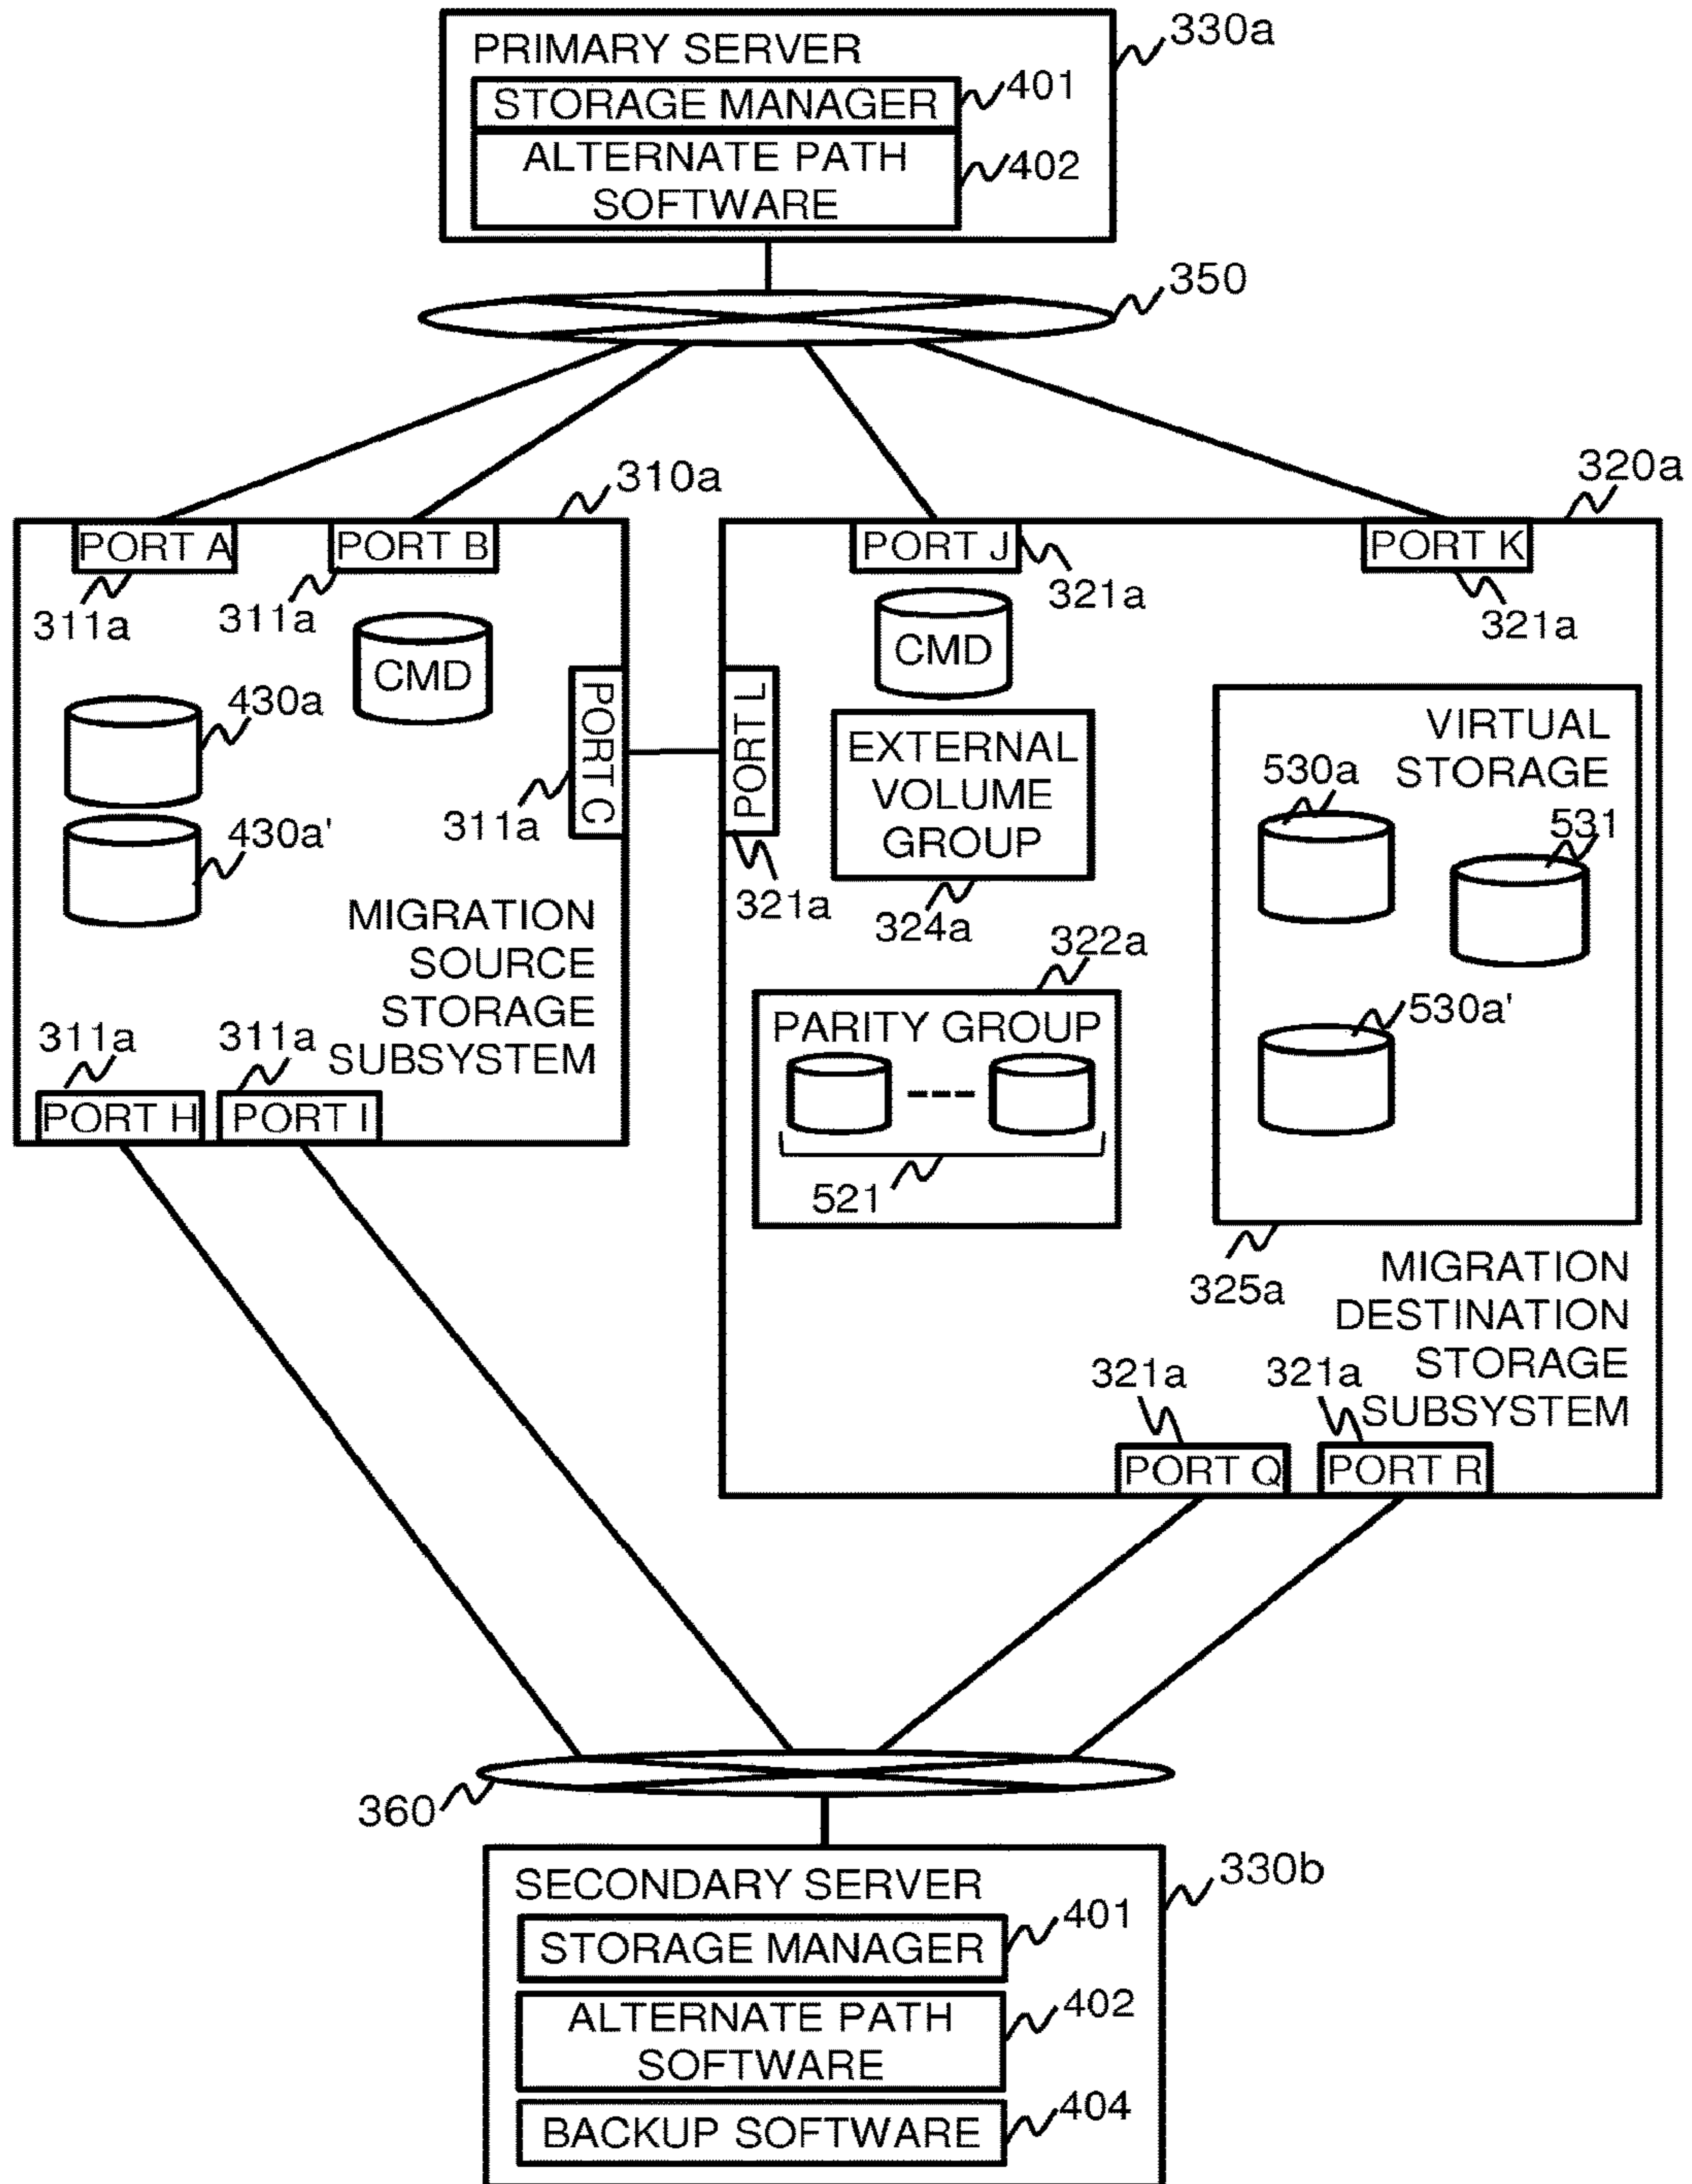 PRIMARY SERVER
330a
STORAGE MANAGER
401
ALTERNATE PATH
SOFTWARE
402
350
310a
320a
PORT A
PORT B
PORT J
PORT K
311a
311a
321a
321a
CMD
CMD
430a
430a'
PORT C
311a
PORT L
321a
EXTERNAL
VOLUME
GROUP
324a
VIRTUAL
STORAGE
530a
531
530a'
325a
MIGRATION
SOURCE
STORAGE
SUBSYSTEM
322a
PARITY GROUP
521
311a
311a
PORT H
PORT I
MIGRATION
DESTINATION
STORAGE
SUBSYSTEM
321a
321a
PORT Q
PORT R
360
SECONDARY SERVER
330b
STORAGE MANAGER
401
ALTERNATE PATH
SOFTWARE
402
BACKUP SOFTWARE
404